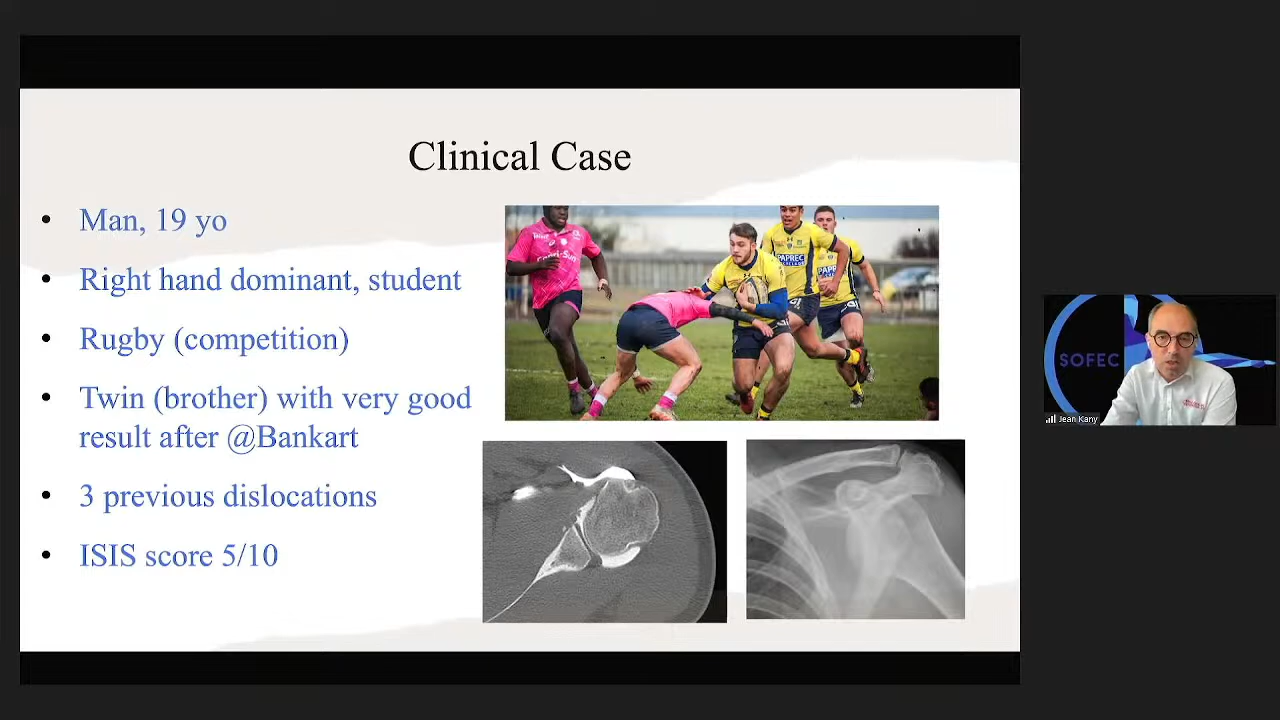 Clinical Case
• Man, 19 yo
• Right hand dominant, student
• Rugby (competition)
• Twin (brother) with very good
result after @Bankart
• 3 previous dislocations
• ISIS score 5/10
PAPREC
SOFEC
Jean Kany